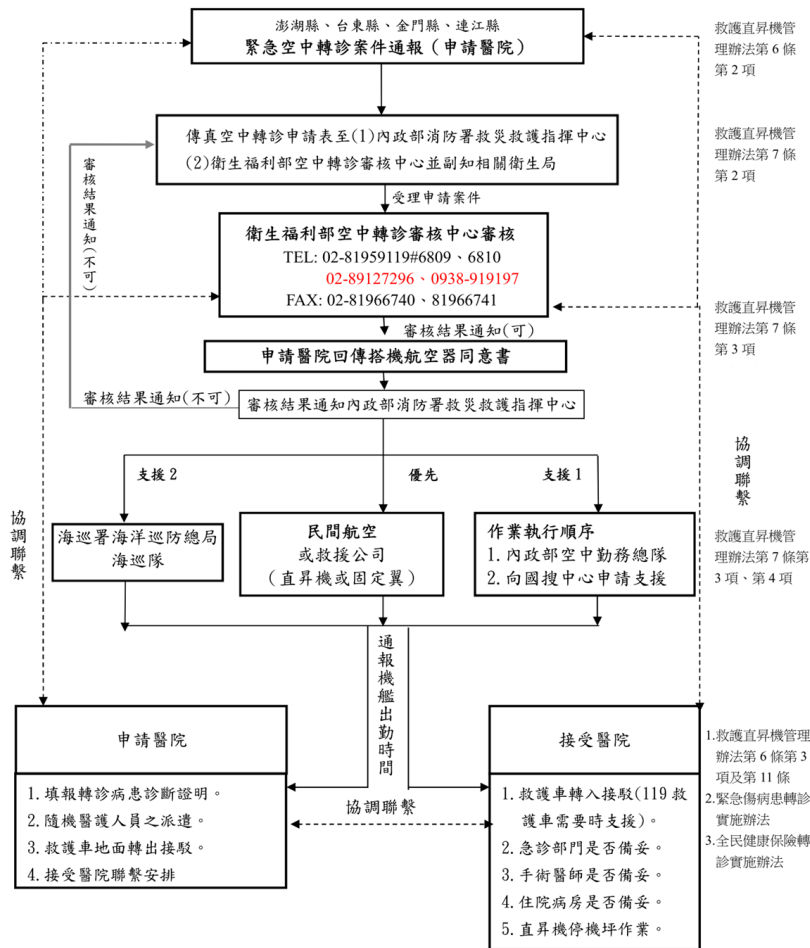 澎湖縣、台東縣、金門縣、連江縣
緊急空中轉診案件通報(申請醫院)
救護直昇機管
理辦法第 6 條
第 2 項
傳真空中轉診申請表至(1)內政部消防署救災救護指揮中心
(2)衛生福利部空中轉診審核中心並副知相關衛生局
救護直昇機管
理辦法第 7 條
第 2 項
審核結果通知(不可)
受理申請案件
衛生福利部空中轉診審核中心審核
TEL: 02-81959119#6809、6810
02-89127296、0938-919197
FAX: 02-81966740、81966741
救護直昇機管
理辦法第 7 條
第 3 項
審核結果通知(可)
申請醫院回傳搭機航空器同意書
審核結果通知(不可)
審核結果通知內政部消防署救災救護指揮中心
協調聯繫
協調聯繫
支援 2
優先
支援 1
海巡署海洋巡防總局
海巡隊
民間航空
或救援公司
(直昇機或固定翼)
作業執行順序
1. 內政部空中勤務總隊
2. 向國搜中心申請支援
救護直昇機管
理辦法第 7 條第
3 項、第 4 項
通報機艦出勤時間
申請醫院
1. 填報轉診病患診斷證明。
2. 隨機醫護人員之派遣。
3. 救護車地面轉出接駁。
4. 接受醫院聯繫安排
協調聯繫
接受醫院
1. 救護車轉入接駁(119 救
護車需要時支援)。
2. 急診部門是否備妥。
3. 手術醫師是否備妥。
4. 住院病房是否備妥。
5. 直昇機停機坪作業。
1.救護直昇機管理
辦法第 6 條第 3
項及第 11 條
2.緊急傷病患轉診
實施辦法
3.全民健康保險轉
診實施辦法